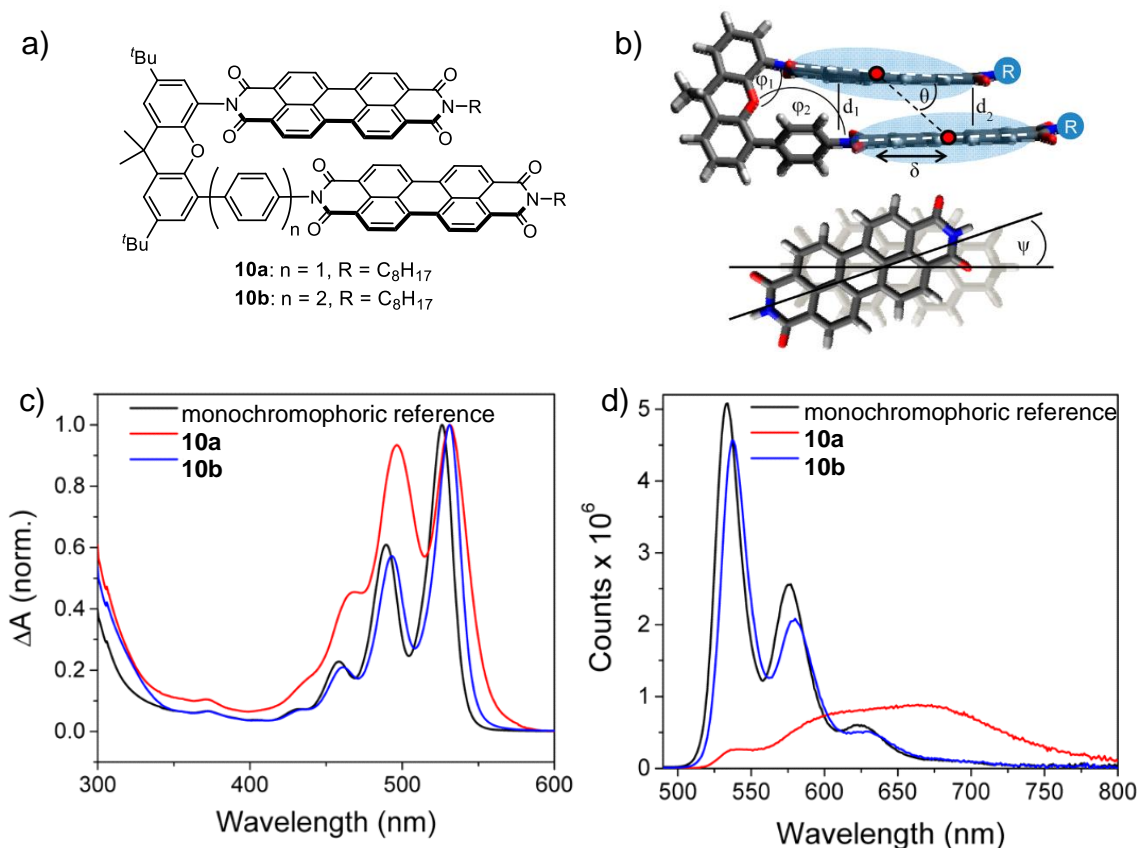 a)
tBu
O
O
N
N
R
O
O
O
O
O
N
N
R
O
O
n
tBu
10a: n = 1, R = C8H17
10b: n = 2, R = C8H17
b)
R
φ1
φ2
d1
θ
d2
R
δ
ψ
c)
monochromophoric reference
10a
10b
1.0
0.8
0.6
0.4
0.2
0.0
ΔA (norm.)
300 400 500 600
Wavelength (nm)
d)
monochromophoric reference
10a
10b
5
4
3
2
1
0
Counts x 10^6
500 550 600 650 700 750 800
Wavelength (nm)